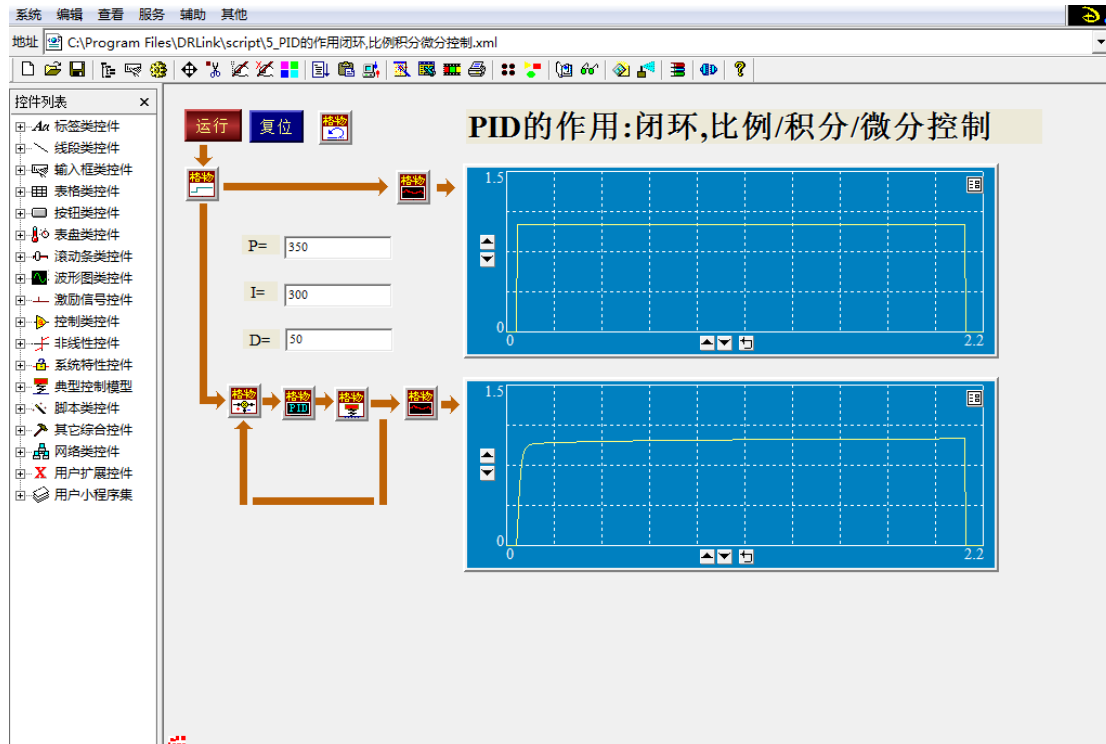 系统 编辑 查看 服务 辅助 其他
地址 C:\Program Files\DRLink\script\5_PID的作用闭环,比例积分微分控制.xml
控件列表
Aa 标签类控件
线段类控件
输入框类控件
表格类控件
按钮类控件
表盘类控件
滚动条类控件
波形图类控件
激励信号控件
控制类控件
非线性控件
系统特性控件
典型控制模型
脚本类控件
其它综合控件
网络类控件
X 用户扩展控件
用户小程序集
运行 复位 格物
PID的作用:闭环,比例/积分/微分控制
格物 格物
1.5
0
0 2.2
P= 350
I= 300
D= 50
格物 格物 PID 格物 格物
1.5
0
0 2.2